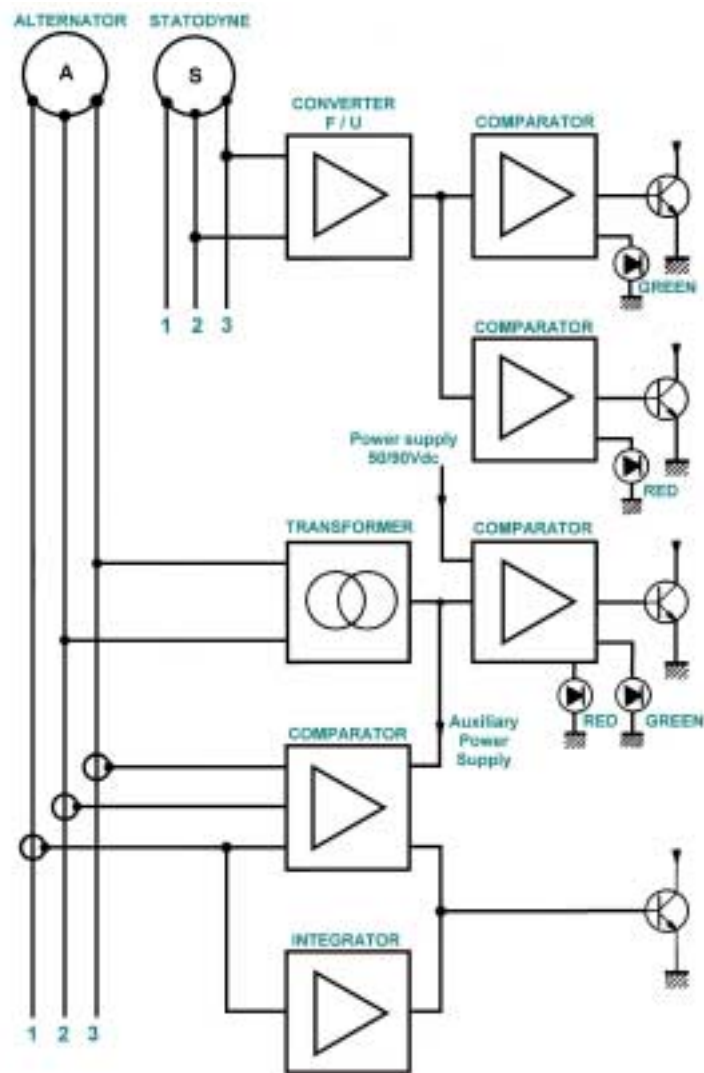 ALTERNATOR
STATODYNE
A
S
CONVERTER
F / U
COMPARATOR
GREEN
1 2 3
COMPARATOR
Power supply
50/90Vdc
RED
TRANSFORMER
COMPARATOR
RED
GREEN
COMPARATOR
Auxiliary
Power
Supply
INTEGRATOR
1 2 3